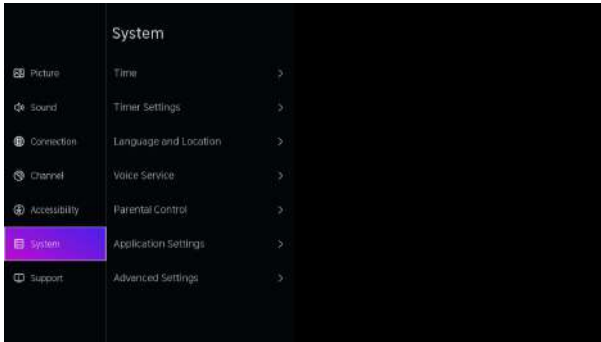 System
Picture
Time
Sound
Timer Settings
Connection
Language and Location
Channel
Voice Service
Accessibility
Parental Control
System
Application Settings
Support
Advanced Settings